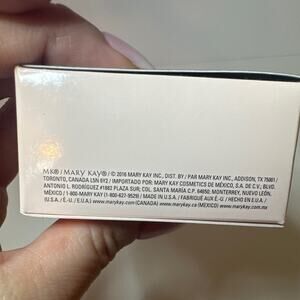 MK®/MARY KAY®/© 2016 MARY KAY INC., DIST. BY / PAR MARY KAY INC., ADDISON, TX 75001 /
TORONTO, CANADA L5N 6Y2 / IMPORTADO POR: MARY KAY COSMETICS DE MÉXICO, S.A. DE C.V.; BLVD.
ANTONIO L. RODRÍGUEZ #1882 PLAZA SUR; COL. SANTA MARÍA C.P. 64650; MONTERREY, NUEVO LEÓN,
MÉXICO / 1-800-MARY KAY (1-800-627-9529) / MADE IN U.S.A. / FABRIQUÉ AUX É.-U. / HECHO EN E.U.A. /
(U.S.A. / É.-U. / E.U.A.) www.marykay.com (CANADA) www.marykay.ca (MÉXICO) www.marykay.com.mx